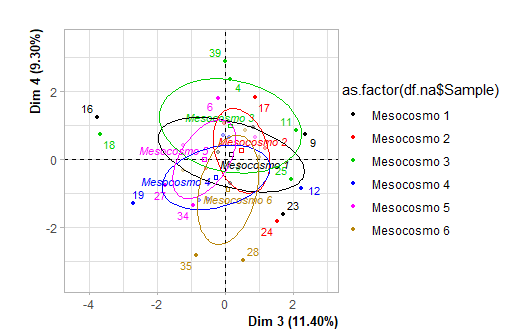 Dim 4 (9.30%)
2
0
-2
39
4
16
6
17
Mesocosmo 3
18
11
Mesocosmo 2
9
Mesocosmo 5
Mesocosmo 1
25
Mesocosmo 4
12
19
27
Mesocosmo 6
34
23
24
28
35
-4
-2
0
2
Dim 3 (11.40%)
as.factor(df.na$Sample)
Mesocosmo 1
Mesocosmo 2
Mesocosmo 3
Mesocosmo 4
Mesocosmo 5
Mesocosmo 6